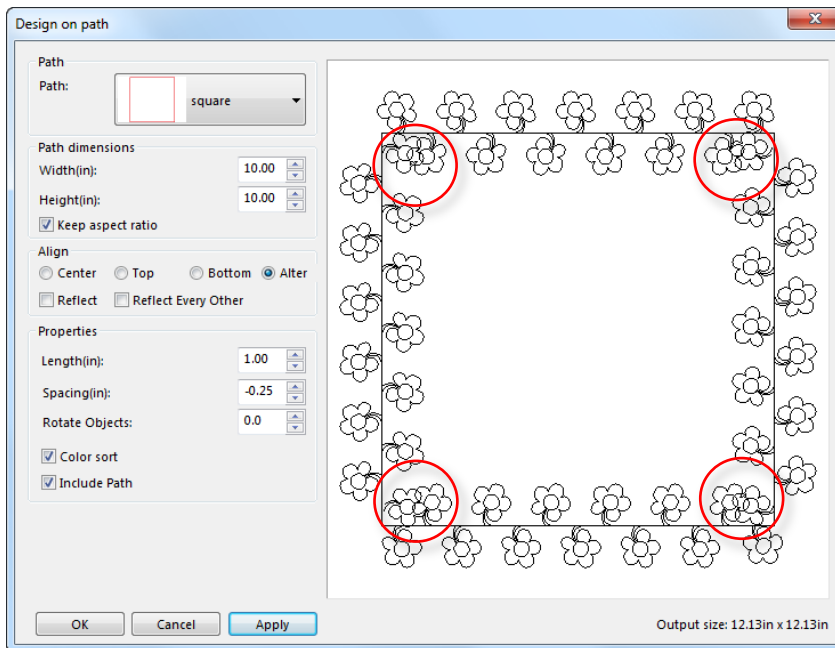 Design on path
Path
Path: square
Path dimensions
Width(in): 10.00
Height(in): 10.00
Keep aspect ratio
Align
Center Top Bottom Alter
Reflect Reflect Every Other
Properties
Length(in): 1.00
Spacing(in): -0.25
Rotate Objects: 0.0
Color sort
Include Path
OK Cancel Apply Output size: 12.13in x 12.13in